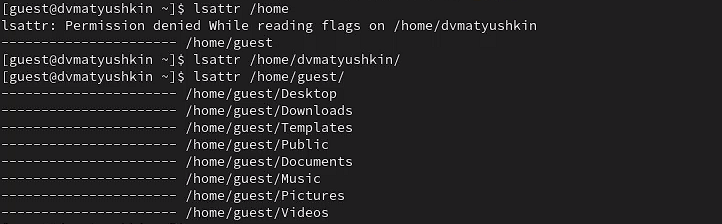 [guest@dvmatyushkin ~]$ lsattr /home
lsattr: Permission denied While reading flags on /home/dvmatyushkin
---------------------- /home/guest
[guest@dvmatyushkin ~]$ lsattr /home/dvmatyushkin/
[guest@dvmatyushkin ~]$ lsattr /home/guest/
---------------------- /home/guest/Desktop
---------------------- /home/guest/Downloads
---------------------- /home/guest/Templates
---------------------- /home/guest/Public
---------------------- /home/guest/Documents
---------------------- /home/guest/Music
---------------------- /home/guest/Pictures
---------------------- /home/guest/Videos